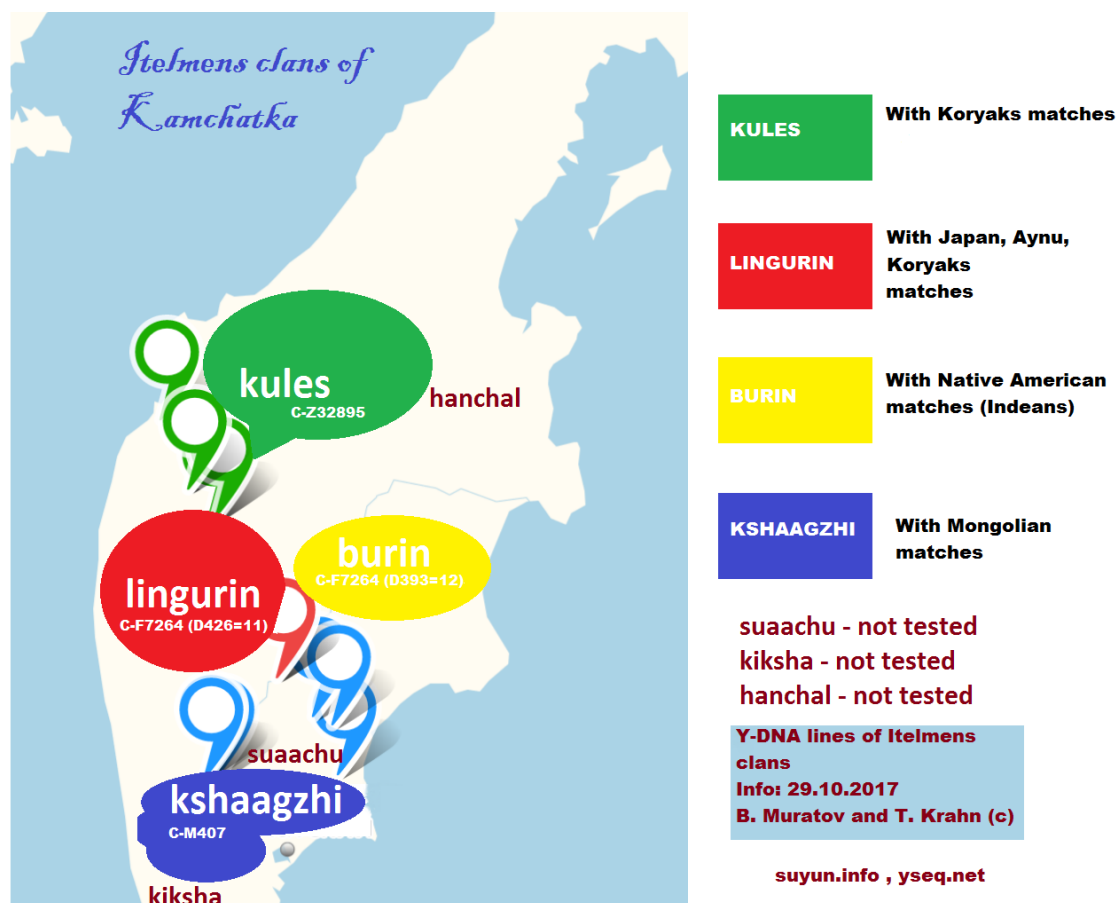 Itelmens clans of
Kamchatka
kules
C-Z32895
hanchal
lingurin
C-F7264 (D426=11)
burin
C-F7264 (D393=12)
suaachu
kshaagzhi
C-M407
kiksha
KULES
With Koryaks matches
LINGURIN
With Japan, Aynu,
Koryaks
matches
BURIN
With Native American
matches (Indeans)
KSHAAGZHI
With Mongolian
matches
suaachu - not tested
kiksha - not tested
hanchal - not tested
Y-DNA lines of Itelmens
clans
Info: 29.10.2017
B. Muratov and T. Krahn (c)
suyun.info , yseq.net